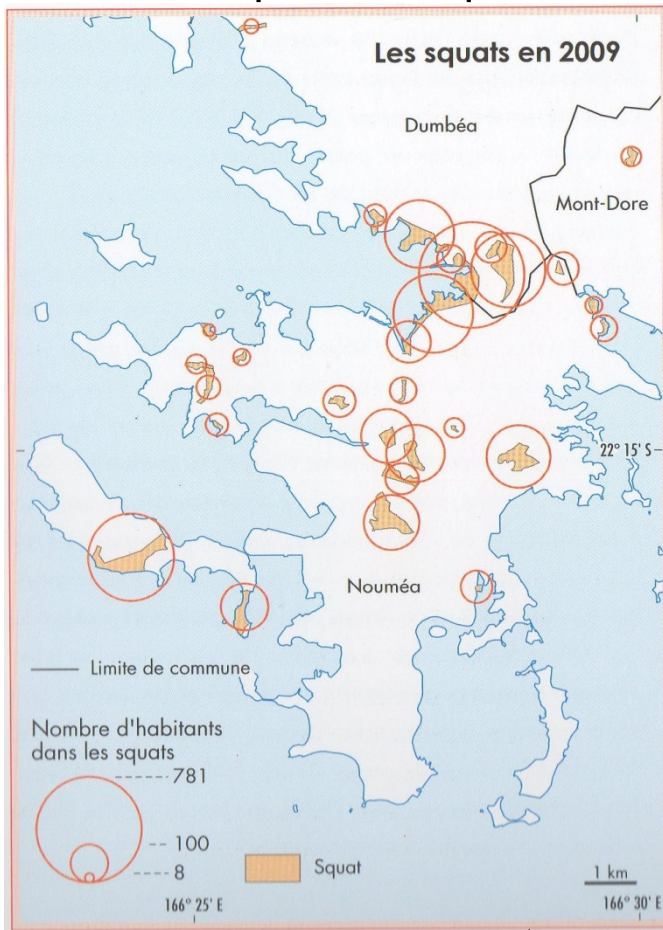 Les squats en 2009
Dumbéa
Mont-Dore
22° 15' S
Nouméa
Limite de commune
Nombre d'habitants
dans les squats
781
100
8
Squat
1 km
166° 25' E
166° 30' E